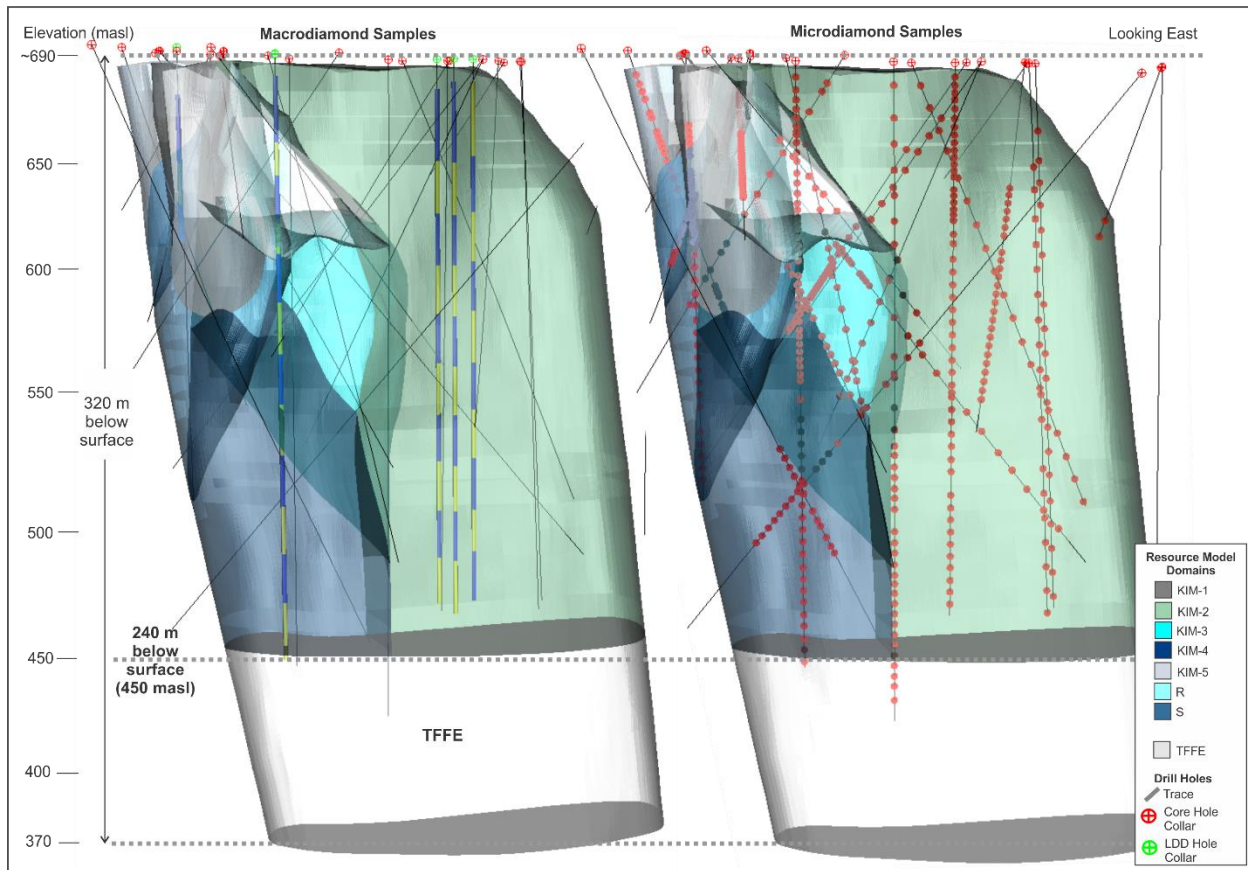 Elevation (masl)
Macrodiamond Samples
Microdiamond Samples
Looking East
~690
650
600
550
320 m
below
surface
500
240 m
below
surface
(450 masl)
450
TFFE
400
370
Resource Model
Domains
KIM-1
KIM-2
KIM-3
KIM-4
KIM-5
R
S
TFFE
Drill Holes
Trace
Core Hole
Collar
LDD Hole
Collar